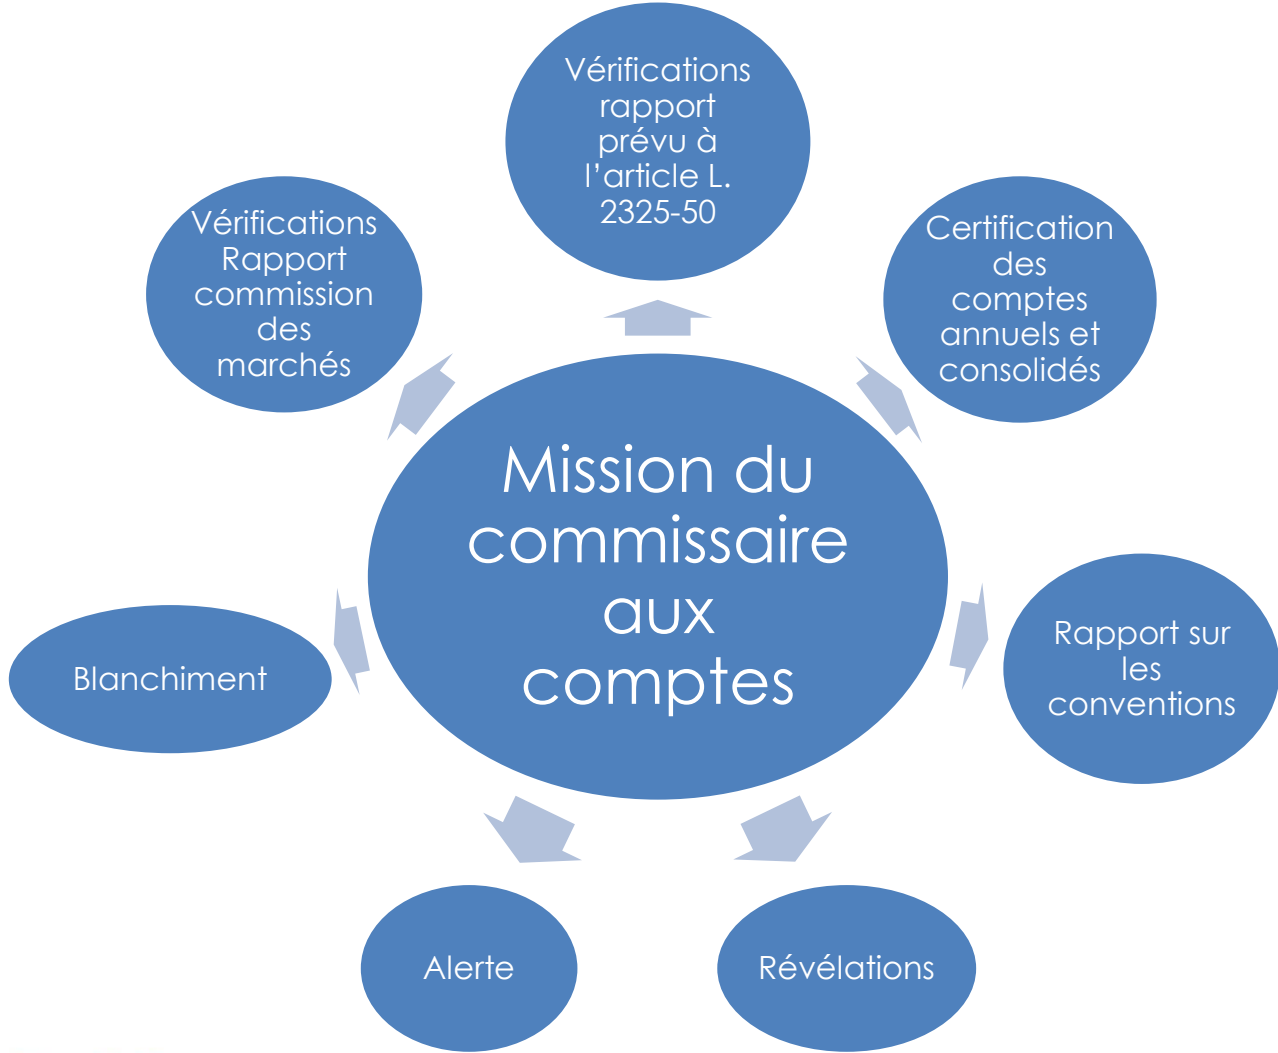 Vérifications
rapport
prévu à
l’article L.
2325-50
Vérifications
Rapport
commission
des
marchés
Certification
des
comptes
annuels et
consolidés
Mission du
commissaire
aux
comptes
Blanchiment
Rapport sur
les
conventions
Alerte
Révélations